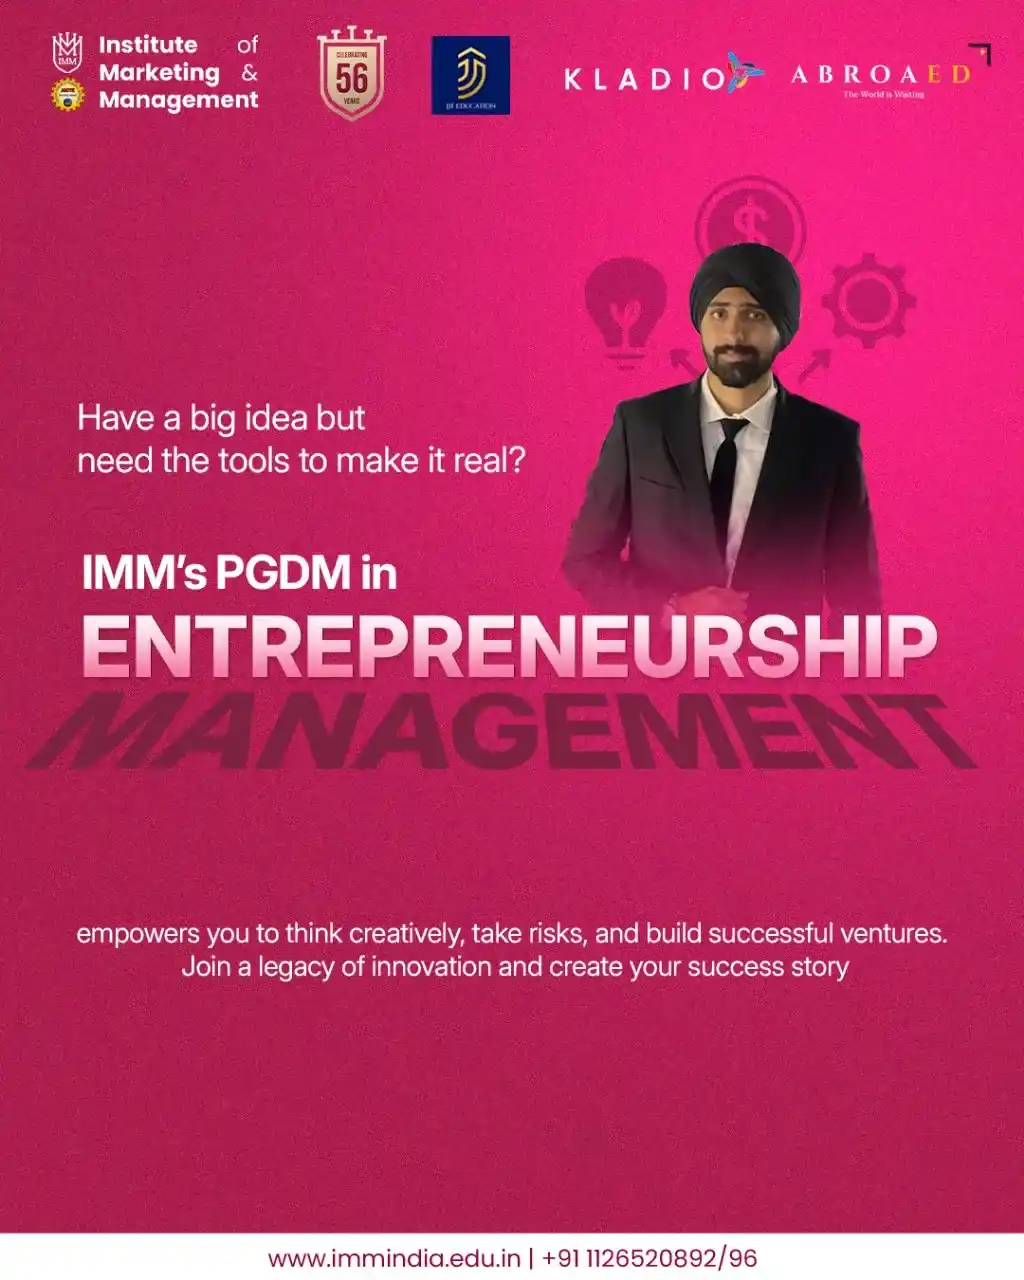 Institute of
Marketing &
Management
IMM
CELEBRATING
56
YEARS
JJJ EDUCATION
KLADIO
ABROAED
The World is Waiting
$
Have a big idea but
need the tools to make it real?
IMM's PGDM in
ENTREPRENEURSHIP
MANAGEMENT
empowers you to think creatively, take risks, and build successful ventures.
Join a legacy of innovation and create your success story
www.immindia.edu.in | +91 1126520892/96